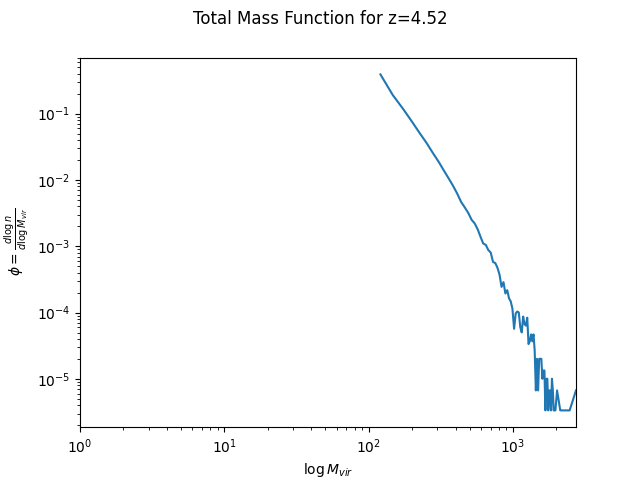 Total Mass Function for z=4.52
10⁻¹
10⁻²
10⁻³
10⁻⁴
10⁻⁵
ϕ = d log n / d log M_vir
10⁰ 10¹ 10² 10³
log M_vir